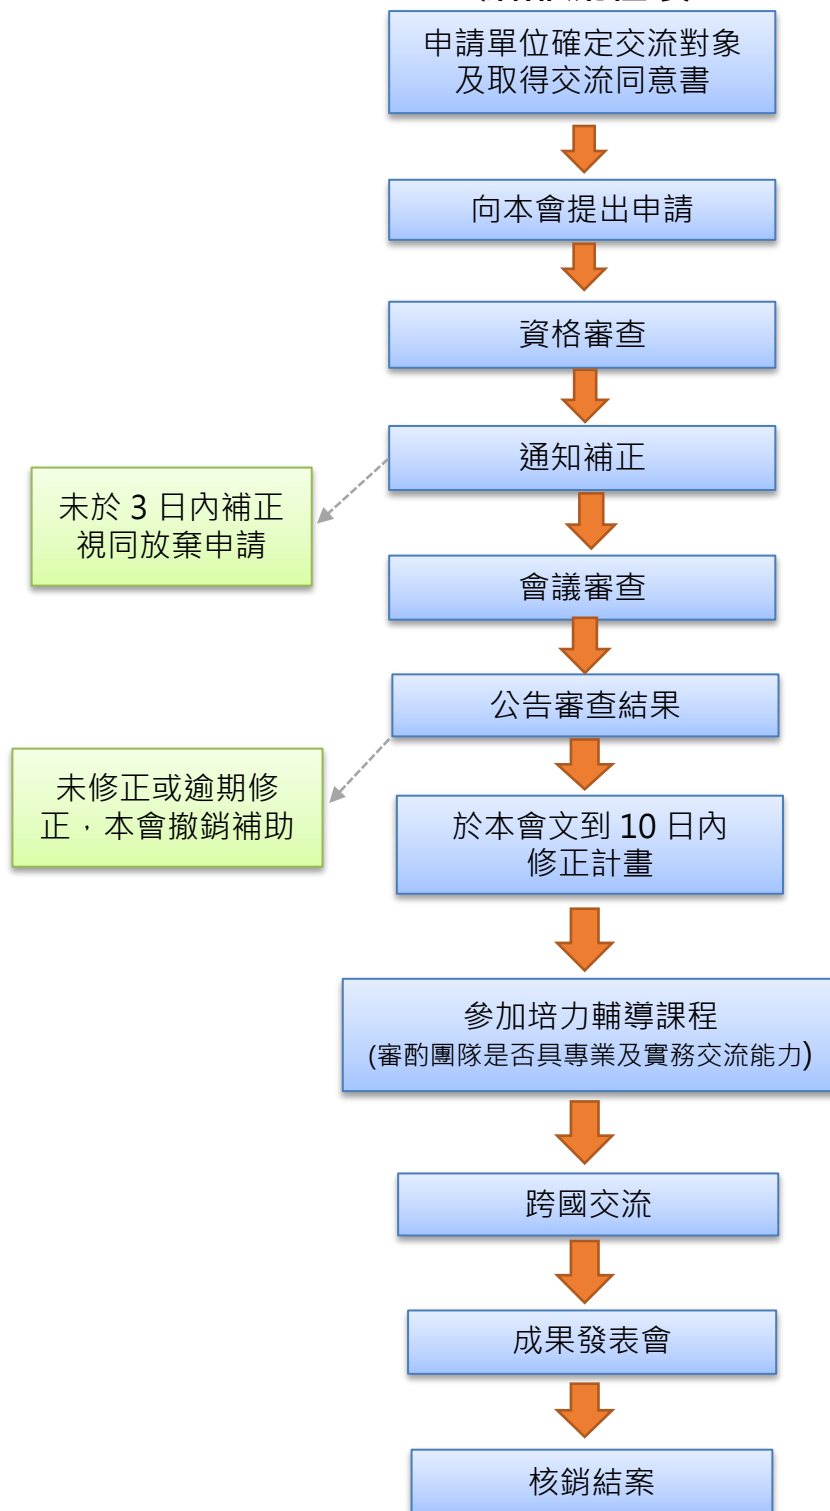 申請單位確定交流對象
及取得交流同意書
向本會提出申請
資格審查
通知補正
未於 3 日內補正
視同放棄申請
會議審查
公告審查結果
未修正或逾期修
正，本會撤銷補助
於本會文到 10 日內
修正計畫
參加培力輔導課程
(審酌團隊是否具專業及實務交流能力)
跨國交流
成果發表會
核銷結案